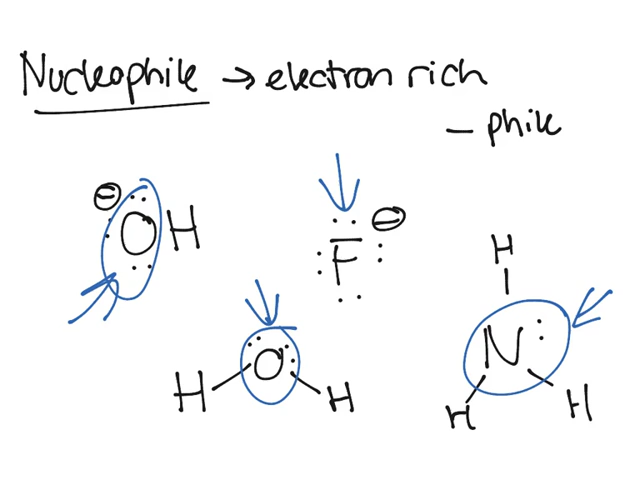 Nucleophile → electron rich
– phile
⊖
OH
F ⊖
H
N
H H
O
H H